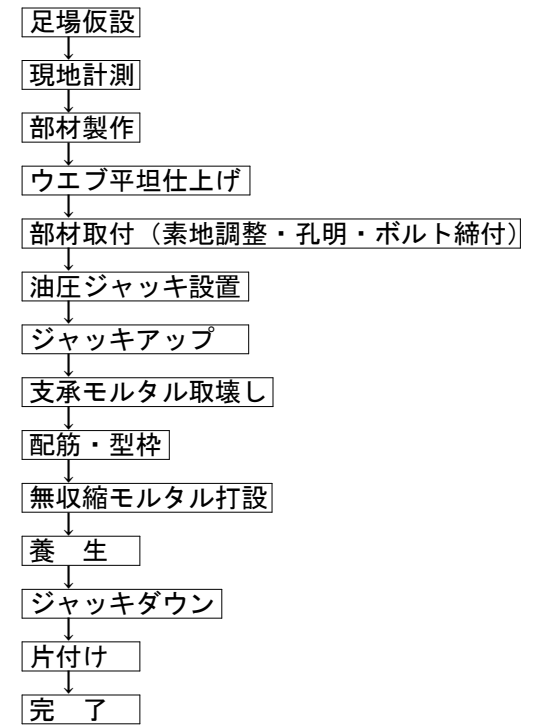 足場仮設
↓
現地計測
↓
部材製作
↓
ウエブ平坦仕上げ
↓
部材取付（素地調整・孔明・ボルト締付）
↓
油圧ジャッキ設置
↓
ジャッキアップ
↓
支承モルタル取壊し
↓
配筋・型枠
↓
無収縮モルタル打設
↓
養　生
↓
ジャッキダウン
↓
片付け
↓
完　了